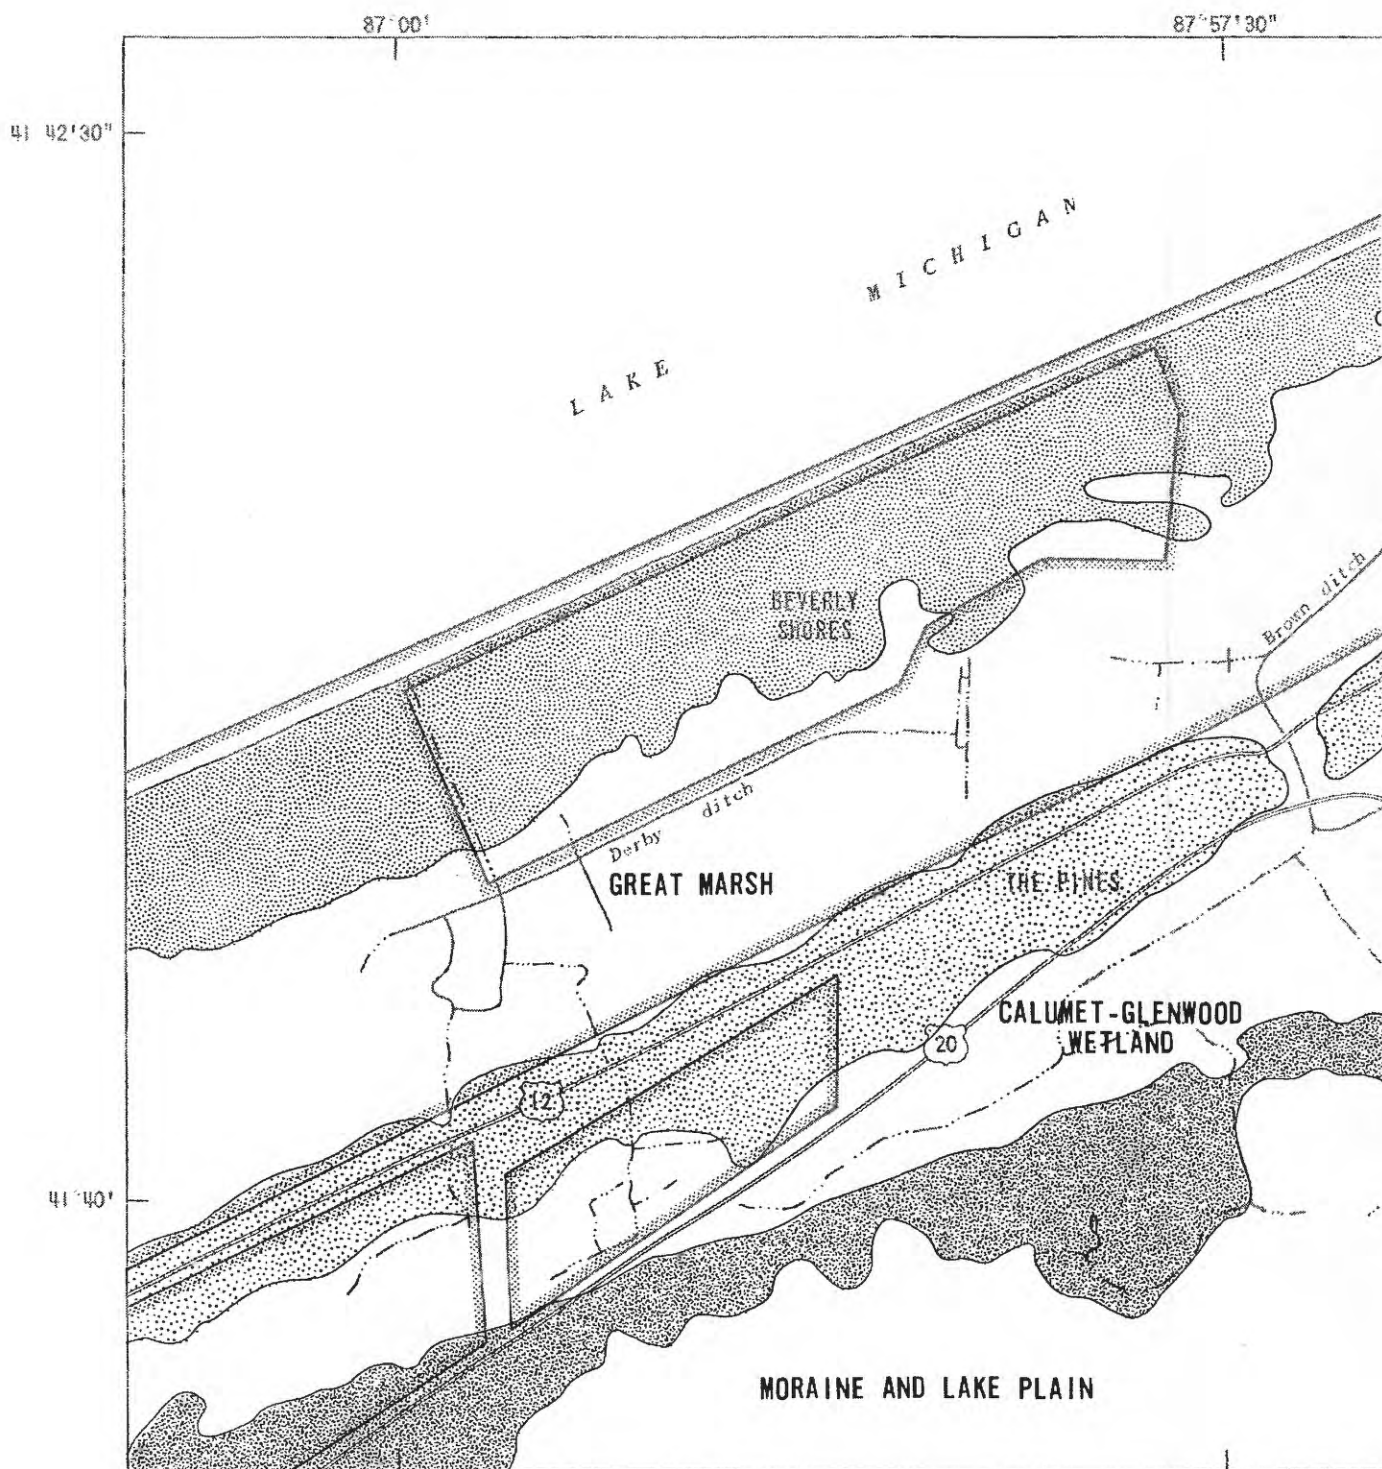 87°00'
87°57'30"
41 42'30"
LAKE MICHIGAN
BEVERLY
SHORES
Brown ditch
Derby ditch
GREAT MARSH
THE PINES
CALUMET-GLENWOOD
WETLAND
20
12
41°40'
MORAINE AND LAKE PLAIN